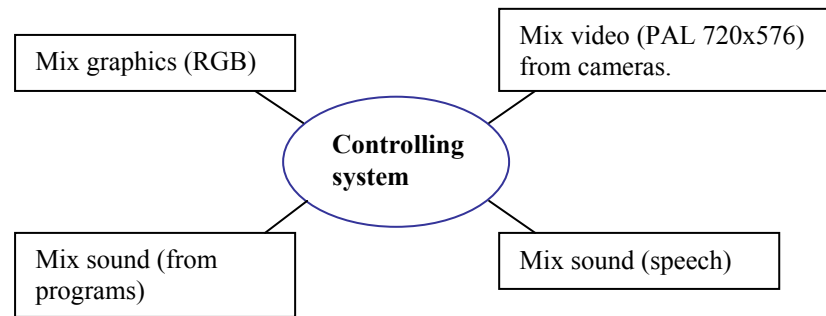 Mix graphics (RGB)
Mix video (PAL 720x576)
from cameras.
Controlling
system
Mix sound (from
programs)
Mix sound (speech)